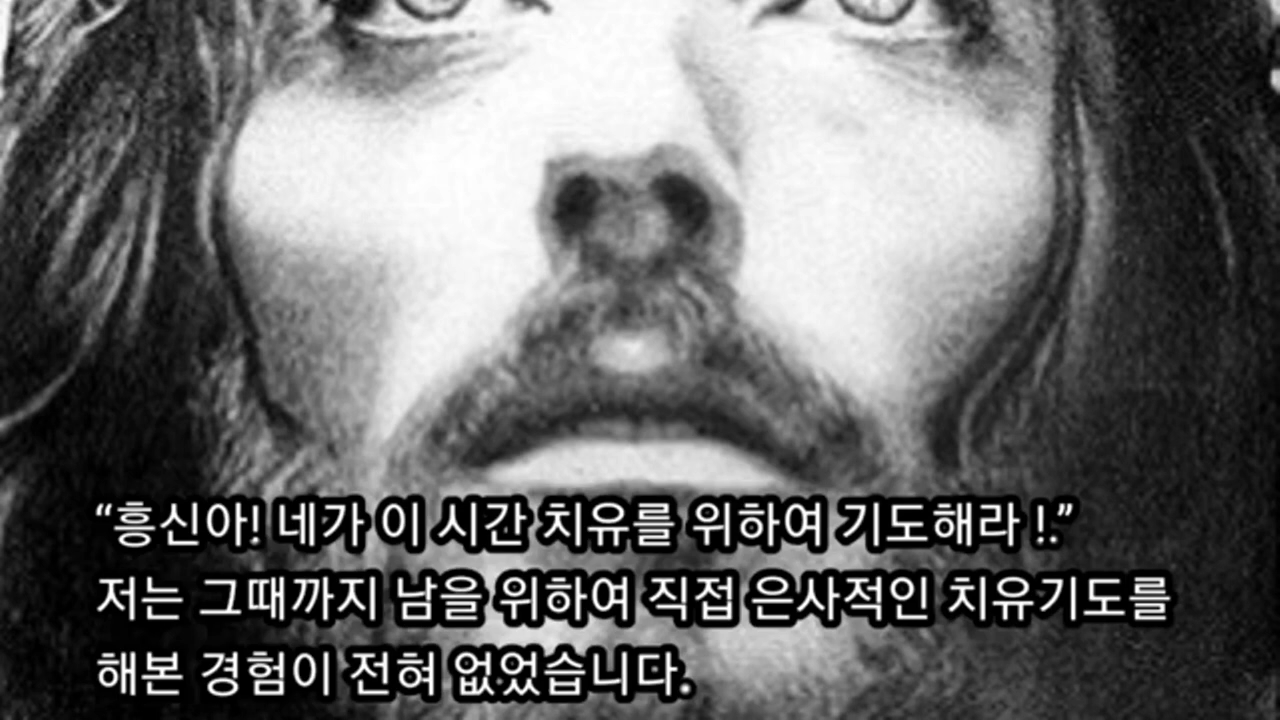 “흥신아! 네가 이 시간 치유를 위하여 기도해라 !.”
저는 그때까지 남을 위하여 직접 은사적인 치유기도를
해본 경험이 전혀 없었습니다.